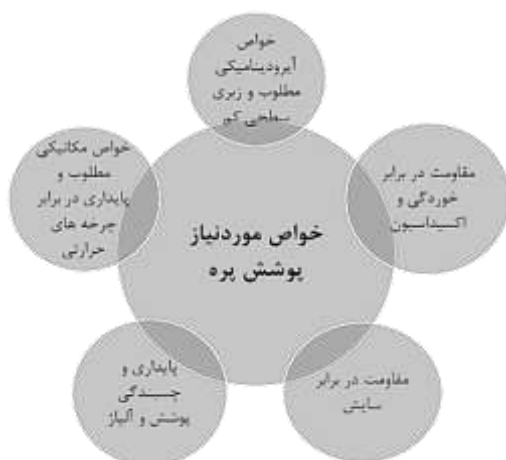 خواص
آیرودینامیکی
مطلوب و زبری
سطحی کور
مقاومت در برابر
خوردگی و
اکسیداسیون
خواص مکانیکی
مطلوب و
پایداری در برابر
چرخه های
حرارتی
خواص موردنیاز
پوشش پره
پایداری و
چسبندگی
پوشش و آلیاژ
مقاومت در برابر
سایش